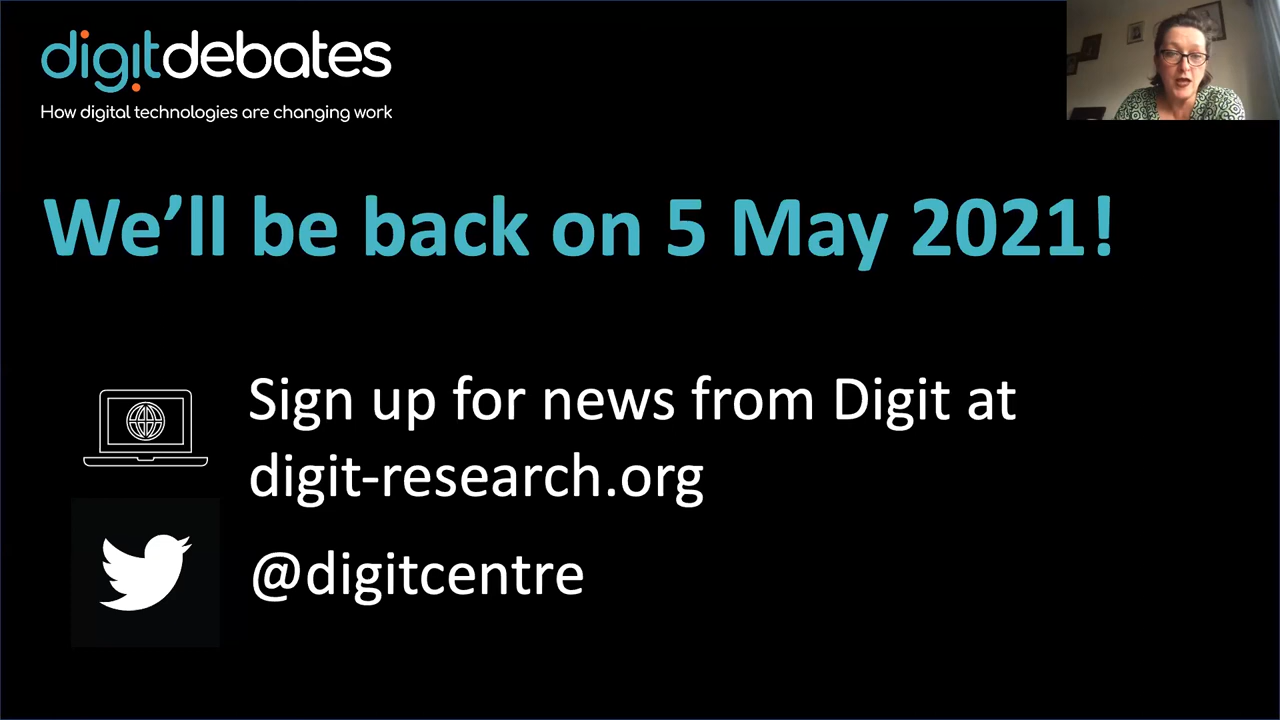 digitdebates
How digital technologies are changing work
We'll be back on 5 May 2021!
Sign up for news from Digit at
digit-research.org
@digitcentre